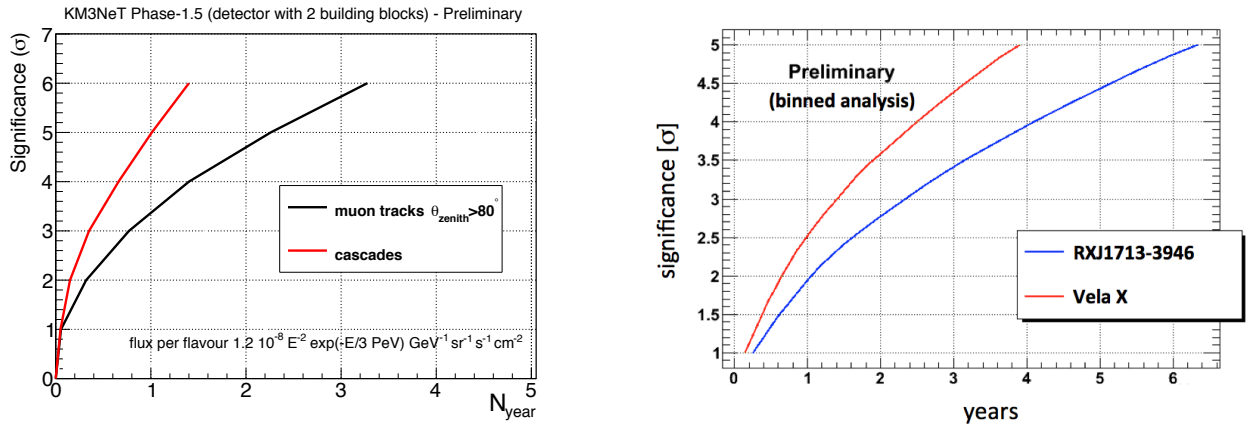 KM3NeT Phase-1.5 (detector with 2 building blocks) - Preliminary
Significance (σ)
7
6
5
4
3
2
1
0
0 1 2 3 4 5
N_year
muon tracks θ_zenith>80°
cascades
flux per flavour 1.2 10⁻⁸ E⁻² exp(-E/3 PeV) GeV⁻¹ sr⁻¹ s⁻¹ cm⁻²
significance [σ]
5
4.5
4
3.5
3
2.5
2
1.5
1
0 1 2 3 4 5 6
years
Preliminary
(binned analysis)
RXJ1713-3946
Vela X